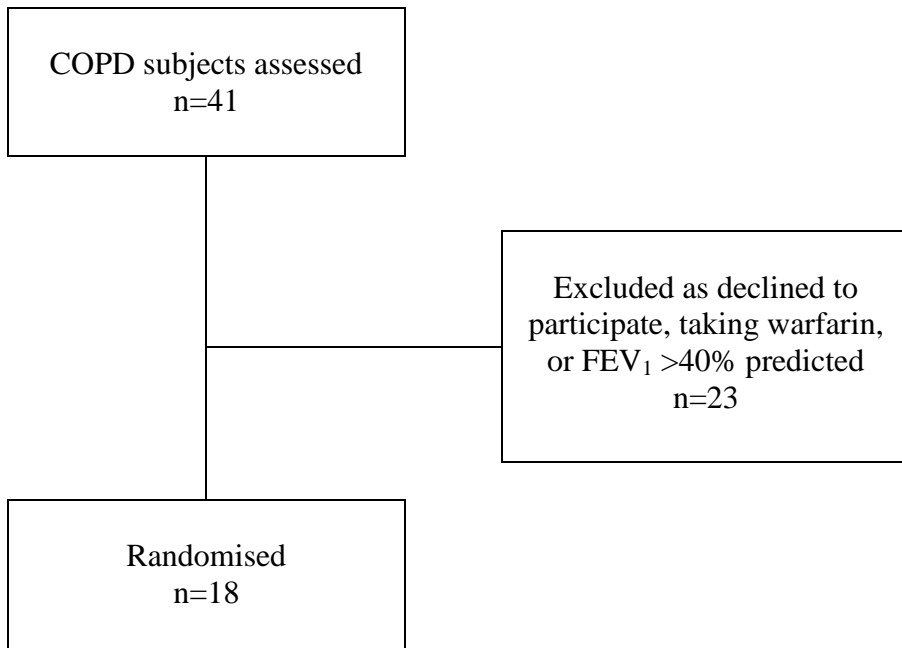 COPD subjects assessed
n=41
Excluded as declined to
participate, taking warfarin,
or FEV₁ >40% predicted
n=23
Randomised
n=18